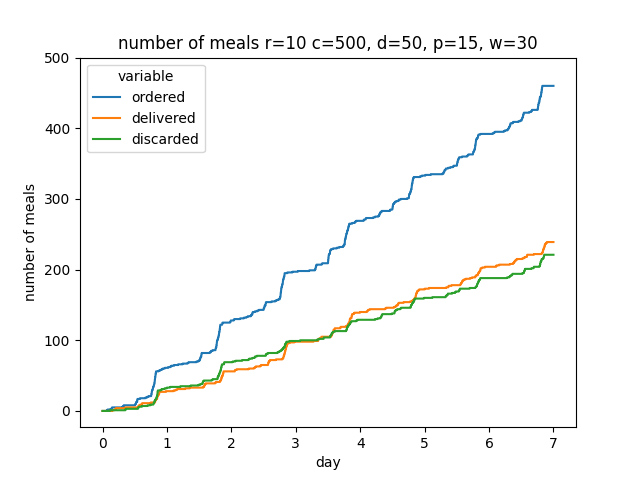 number of meals r=10 c=500, d=50, p=15, w=30
variable
ordered
delivered
discarded
number of meals
500
400
300
200
100
0
0 1 2 3 4 5 6 7
day